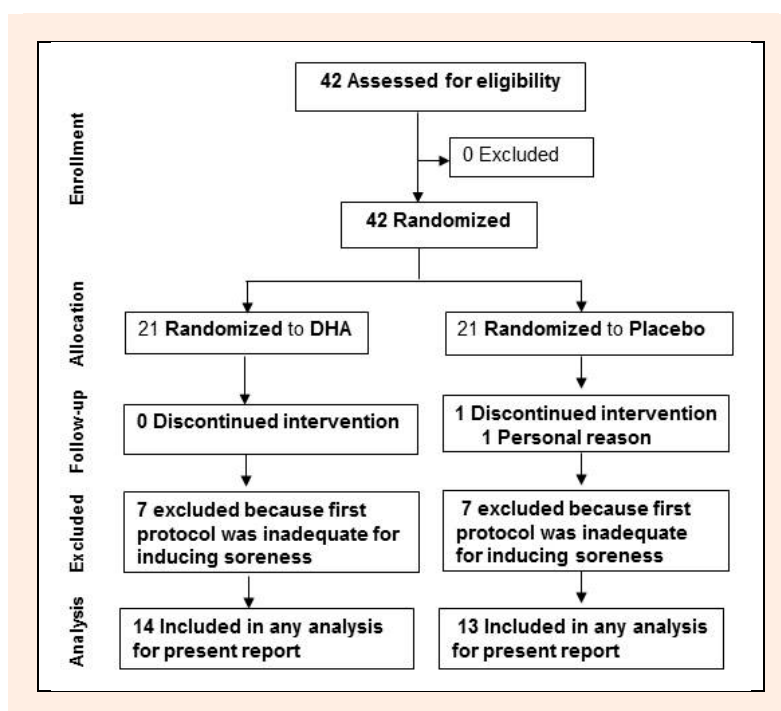 Enrollment
42 Assessed for eligibility
0 Excluded
42 Randomized
Allocation
21 Randomized to DHA
21 Randomized to Placebo
Follow-up
0 Discontinued intervention
1 Discontinued intervention
1 Personal reason
Excluded
7 excluded because first
protocol was inadequate for
inducing soreness
7 excluded because first
protocol was inadequate
for inducing soreness
Analysis
14 Included in any analysis
for present report
13 Included in any analysis
for present report